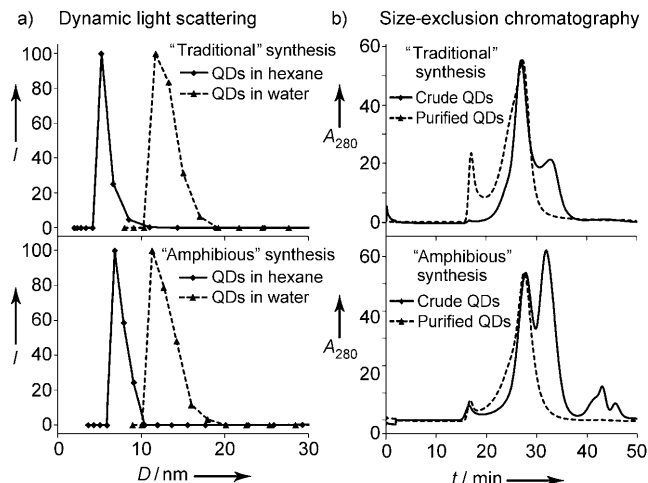 a) Dynamic light scattering
"Traditional" synthesis
QDs in hexane
QDs in water
100
80
60
40
20
0
I
"Amphibious" synthesis
QDs in hexane
QDs in water
100
80
60
40
20
0
I
0 10 20 30
D / nm
b) Size-exclusion chromatography
"Traditional"
synthesis
Crude QDs
Purified QDs
60
40
20
0
A280
"Amphibious"
synthesis
Crude QDs
Purified QDs
60
40
20
0
A280
0 10 20 30 40 50
t / min